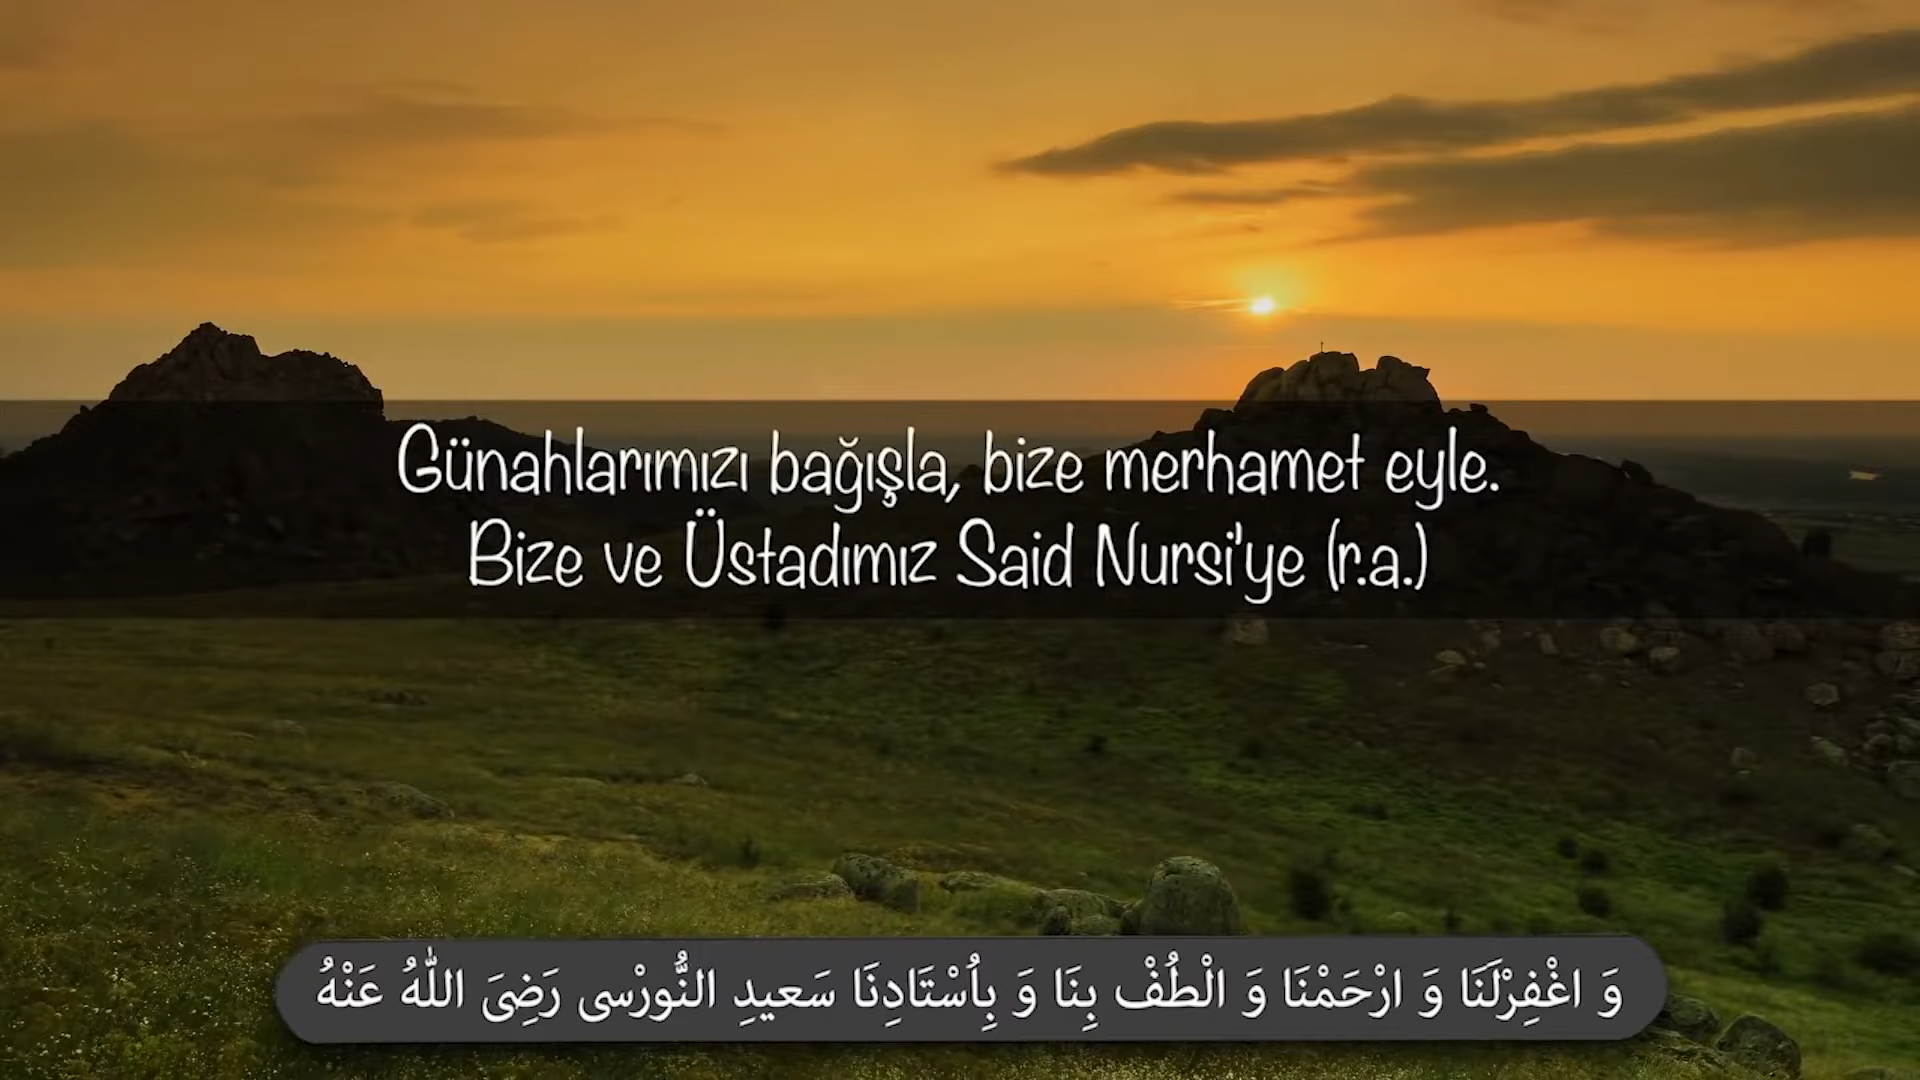 Günahlarımızı bağışla, bize merhamet eyle.
Bize ve Üstadımız Said Nursi'ye (r.a.)
وَ اغْفِرْلَنَا وَ ارْحَمْنَا وَ الْطُفْ بِنَا وَ بِاُسْتَادِنَا سَعيدِ النُّورْسى رَضِىَ اللّٰهُ عَنْهُ